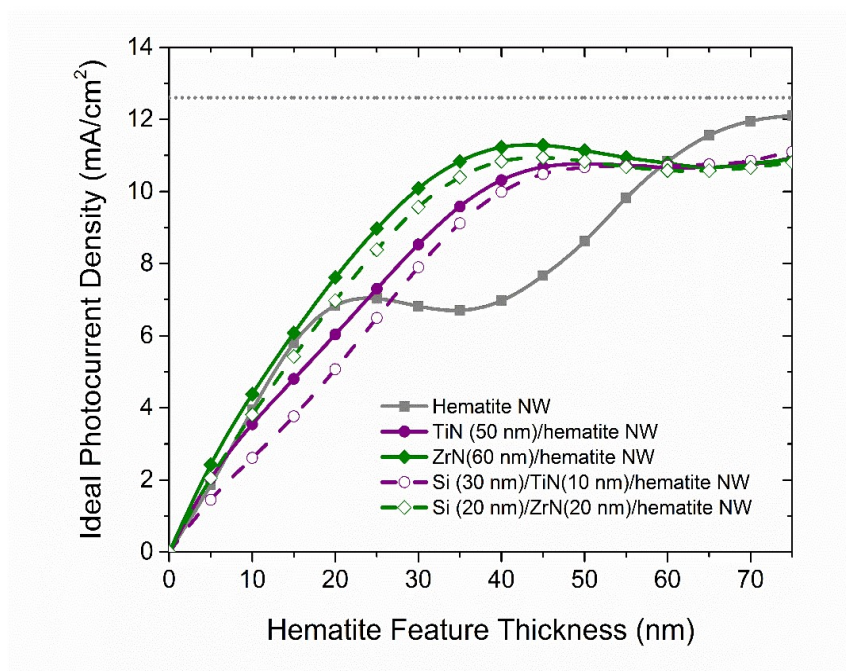 14
12
10
8
6
4
2
0
Ideal Photocurrent Density (mA/cm²)
Hematite NW
TiN (50 nm)/hematite NW
ZrN(60 nm)/hematite NW
Si (30 nm)/TiN(10 nm)/hematite NW
Si (20 nm)/ZrN(20 nm)/hematite NW
0 10 20 30 40 50 60 70
Hematite Feature Thickness (nm)